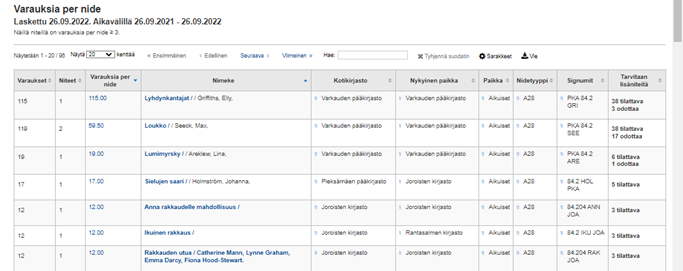 Varauksia per nide
Laskettu 26.09.2022. Aikavälillä 26.09.2021 - 26.09.2022
Näillä niteillä on varauksia per nide ≥ 3.
Näytetään 1 - 20 / 95 Näytä 20 kenttää « Ensimmäinen ‹ Edellinen Seuraava › Viimeinen » Hae: Tyhjennä suodatin Sarakkeet Vie
Varaukset Niteet Varauksia per nide Nimeke Kotikirjasto Nykyinen paikka Paikka Nidetyyppi Signumit Tarvitaan lisäniteitä
115 1 115.00 Lyhdynkantajat / / Griffiths, Elly, Varkauden pääkirjasto Varkauden pääkirjasto Aikuiset A28 PKA 84.2 GRI 38 tilattava 3 odottaa
119 2 59.50 Loukko / / Seeck, Max, Varkauden pääkirjasto Varkauden pääkirjasto Aikuiset A28 PKA 84.2 SEE 38 tilattava 17 odottaa
19 1 19.00 Lumimyrsky / / Areklew, Lina, Varkauden pääkirjasto Varkauden pääkirjasto Aikuiset A28 PKA 84.2 ARE 6 tilattava 1 odottaa
17 1 17.00 Sielujen saari / / Holmström, Johanna, Pieksämäen pääkirjasto Joroisten kirjasto Aikuiset A28 84.2 HOL PKA 5 tilattava
12 1 12.00 Anna rakkaudelle mahdollisuus / Joroisten kirjasto Joroisten kirjasto Aikuiset A28 84.204 ANN JOA 3 tilattava
12 1 12.00 Ikuinen rakkaus / Joroisten kirjasto Rantasalmen kirjasto Aikuiset A28 84.2 IKU JOA 3 tilattava
12 1 12.00 Rakkauden utua / Catherine Mann, Lynne Graham, Emma Darcy, Fiona Hood-Stewart. Joroisten kirjasto Joroisten kirjasto Aikuiset A28 84.204 RAK JOA 3 tilattava